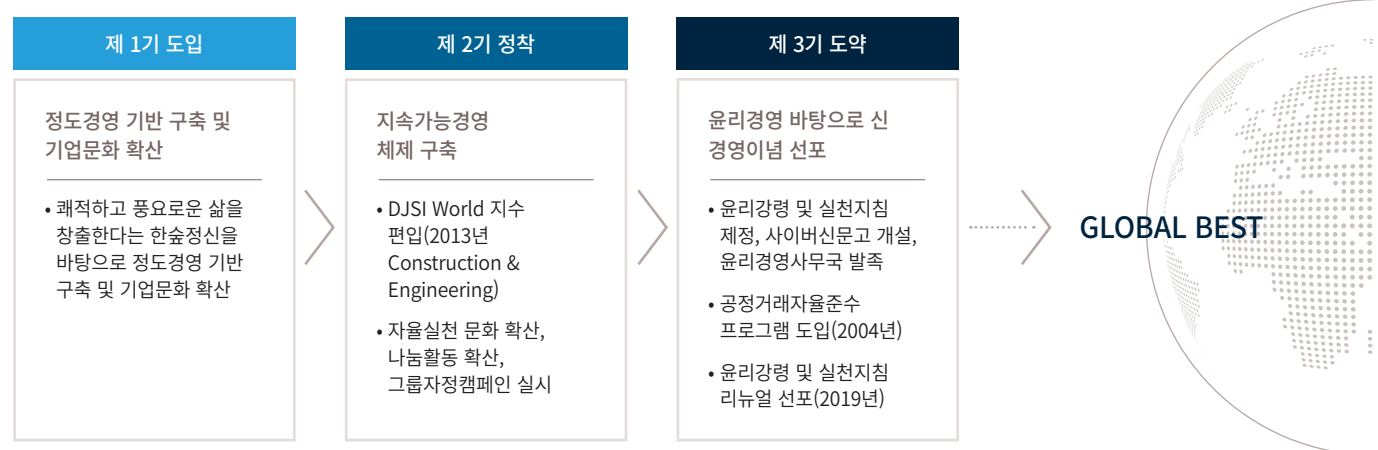 제 1기 도입
정도경영 기반 구축 및
기업문화 확산
• 쾌적하고 풍요로운 삶을
창출한다는 한숲정신을
바탕으로 정도경영 기반
구축 및 기업문화 확산
제 2기 정착
지속가능경영
체제 구축
• DJSI World 지수
편입(2013년
Construction &
Engineering)
• 자율실천 문화 확산,
나눔활동 확산,
그룹자정캠페인 실시
제 3기 도약
윤리경영 바탕으로 신
경영이념 선포
• 윤리강령 및 실천지침
제정, 사이버신문고 개설,
윤리경영사무국 발족
• 공정거래자율준수
프로그램 도입(2004년)
• 윤리강령 및 실천지침
리뉴얼 선포(2019년)
GLOBAL BEST